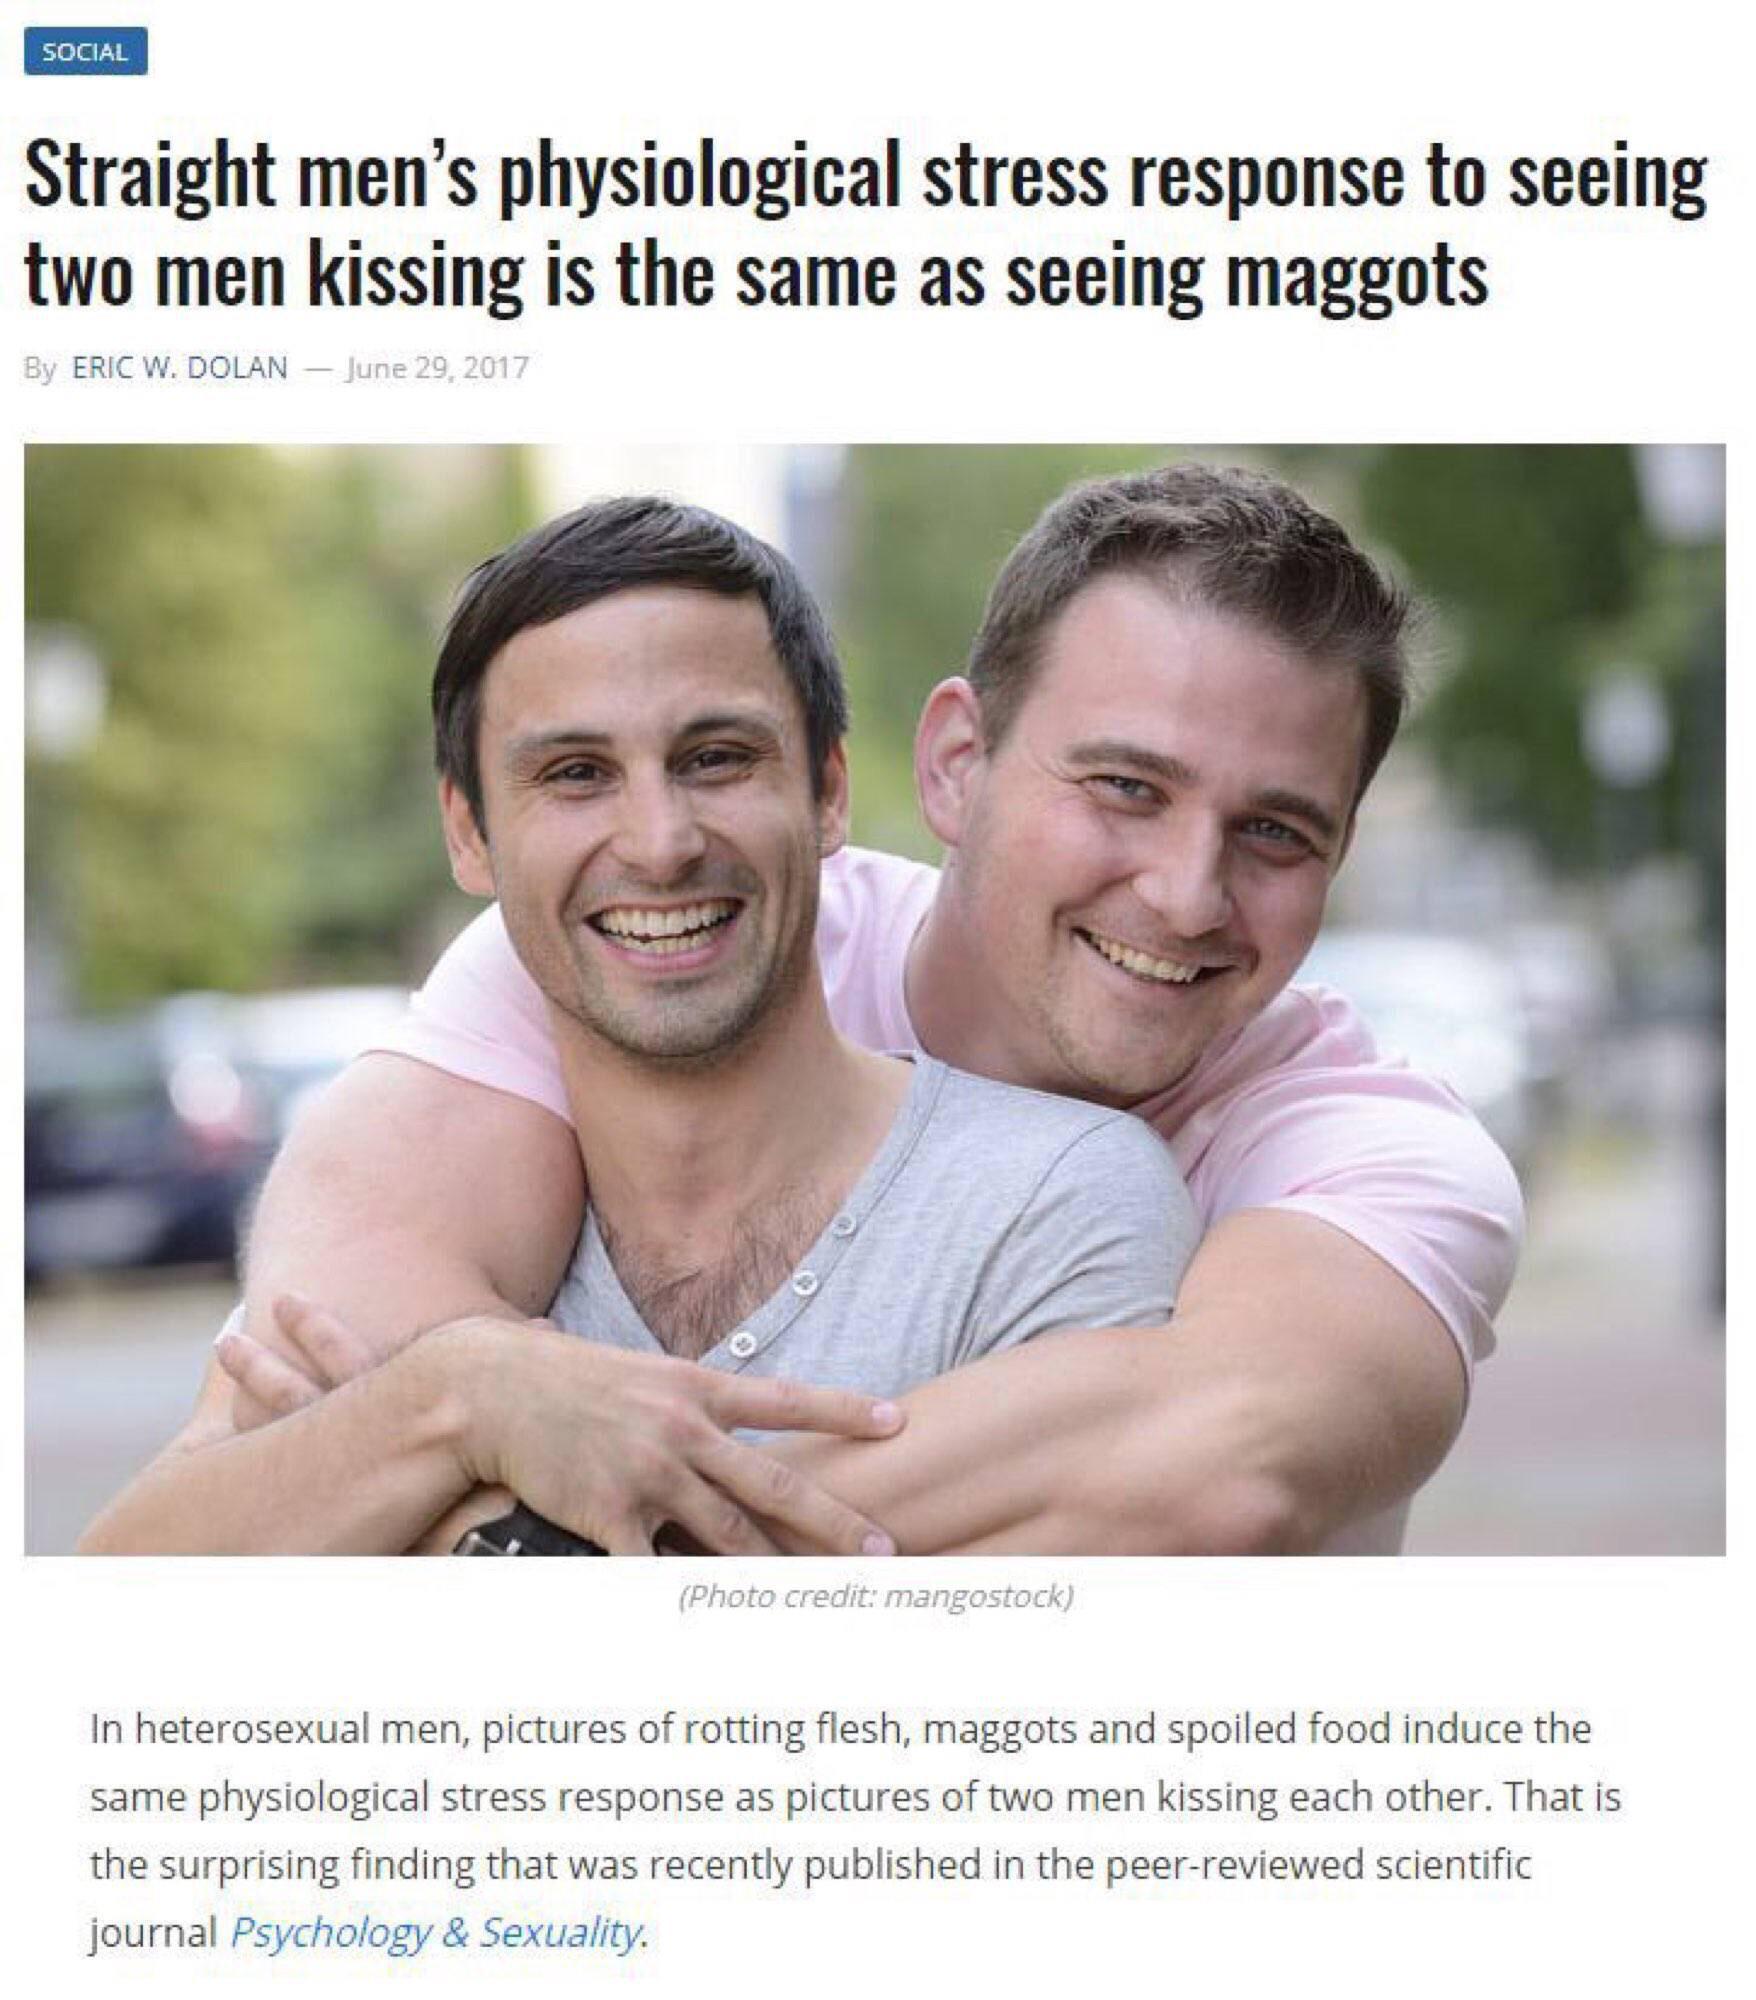 SOCIAL
Straight men’s physiological stress response to seeing
two men kissing is the same as seeing maggots
By ERIC W. DOLAN — June 29, 2017
(Photo credit: mangostock)
In heterosexual men, pictures of rotting flesh, maggots and spoiled food induce the
same physiological stress response as pictures of two men kissing each other. That is
the surprising finding that was recently published in the peer-reviewed scientific
journal Psychology & Sexuality.